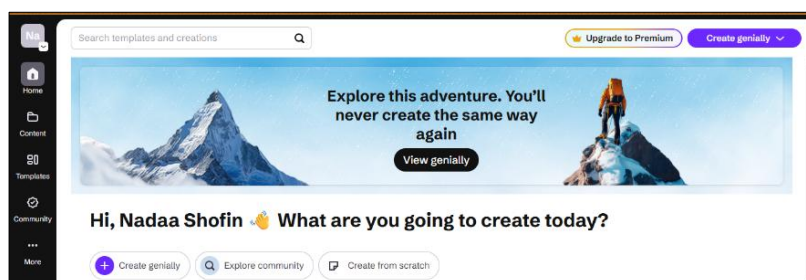 Na
Search templates and creations
Upgrade to Premium
Create genially
Home
Content
Templates
Community
More
Explore this adventure. You'll
never create the same way
again
View genially
Hi, Nadaa Shofin 👋 What are you going to create today?
Create genially
Explore community
Create from scratch